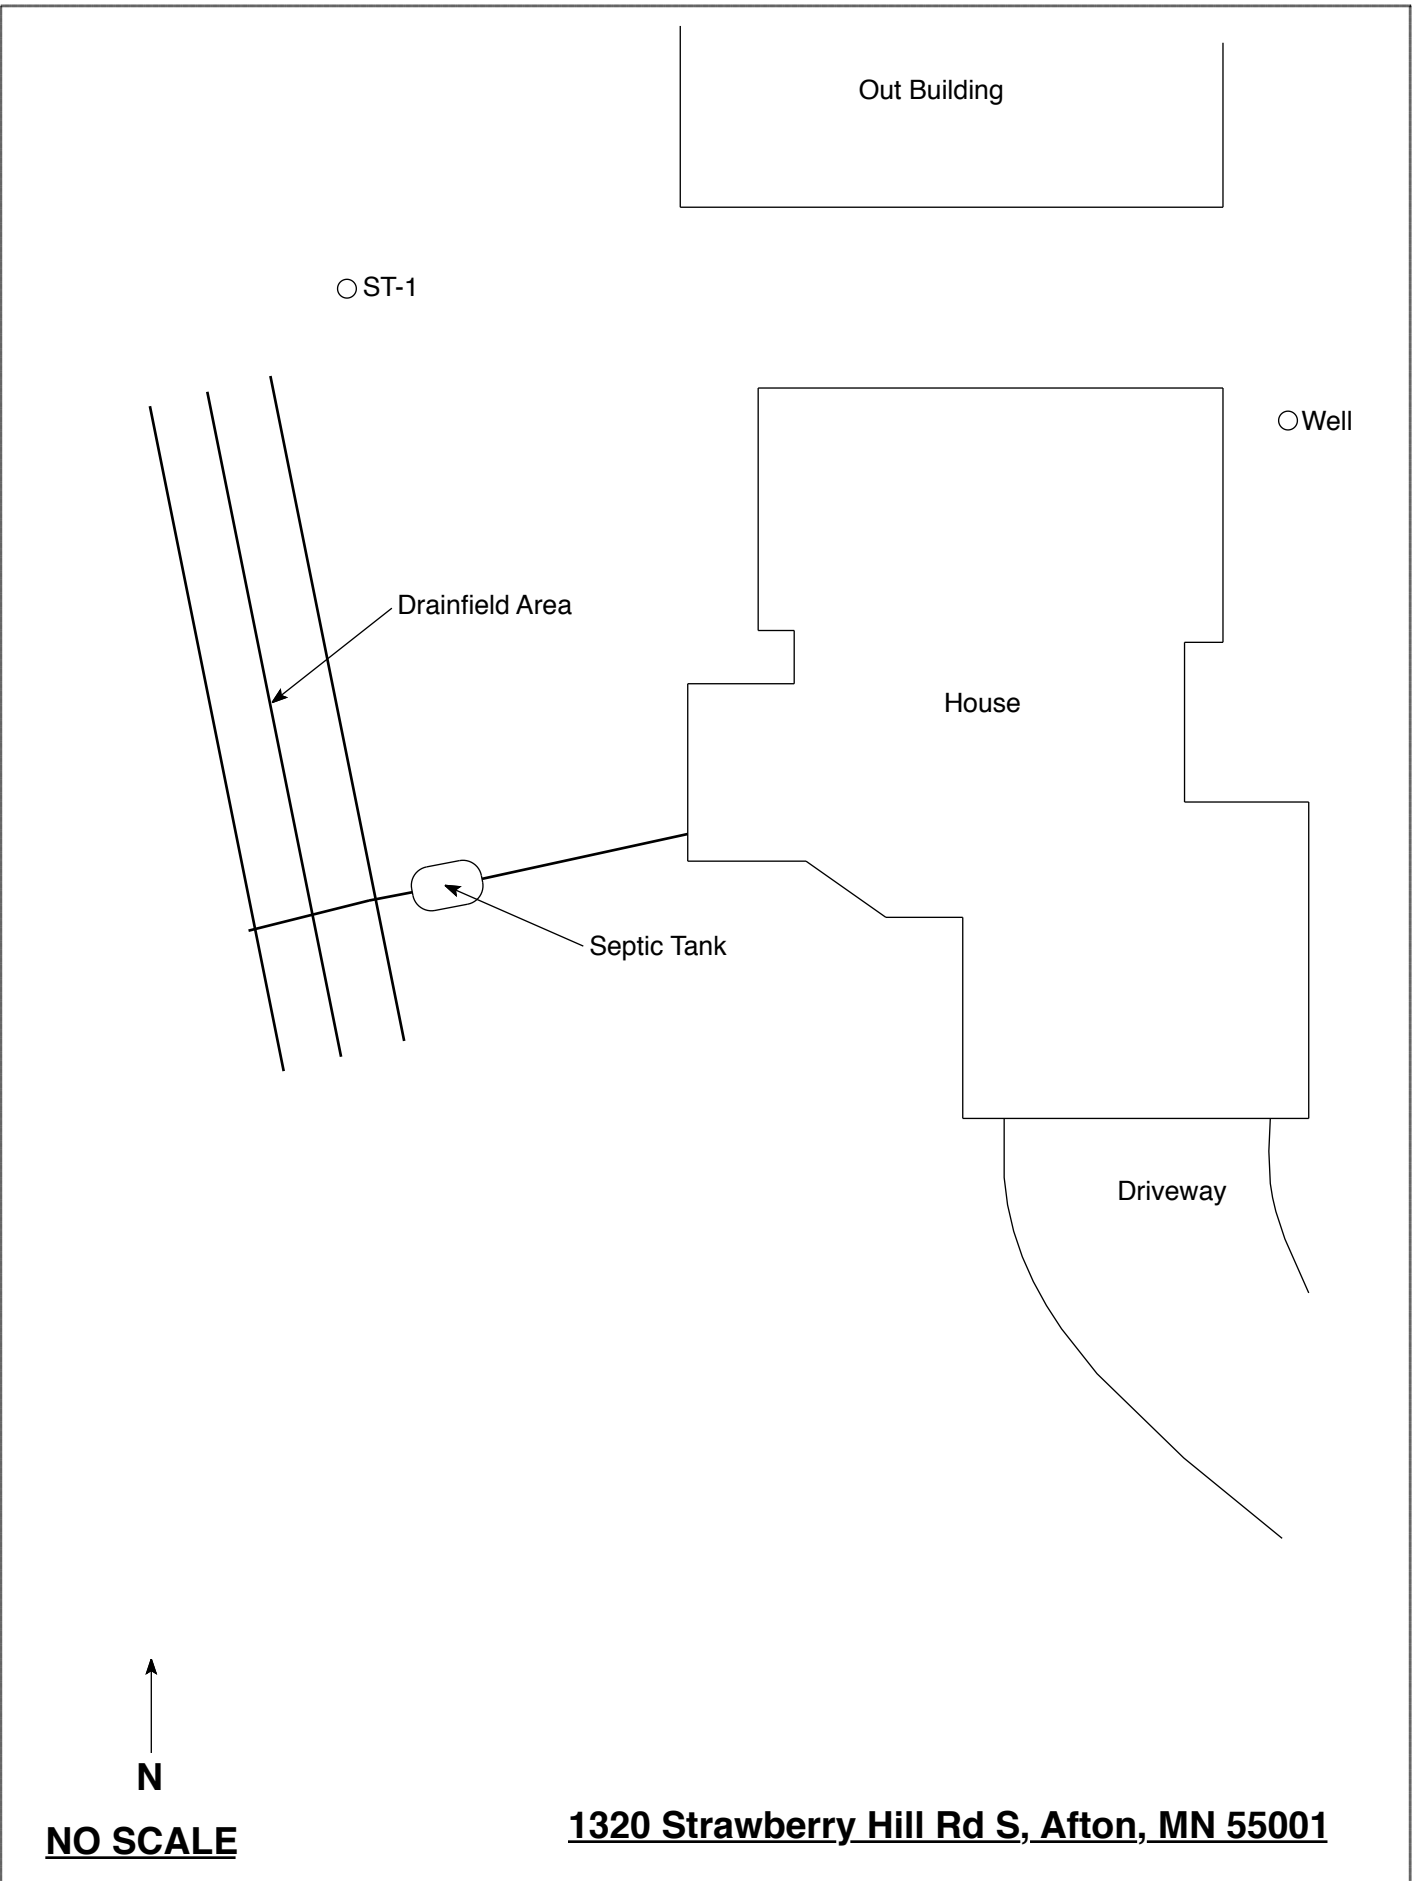 Out Building
ST-1
Well
Drainfield Area
House
Septic Tank
Driveway
N
NO SCALE
1320 Strawberry Hill Rd S, Afton, MN 55001